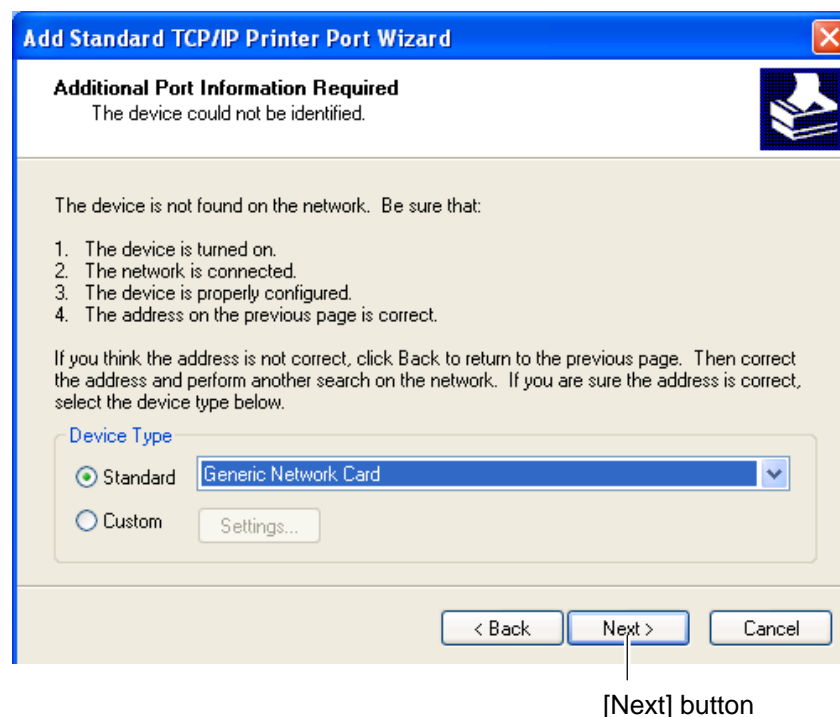 Add Standard TCP/IP Printer Port Wizard
Additional Port Information Required
The device could not be identified.
The device is not found on the network. Be sure that:
1. The device is turned on.
2. The network is connected.
3. The device is properly configured.
4. The address on the previous page is correct.
If you think the address is not correct, click Back to return to the previous page. Then correct
the address and perform another search on the network. If you are sure the address is correct,
select the device type below.
Device Type
Standard Generic Network Card
Custom Settings...
< Back Next > Cancel
[Next] button